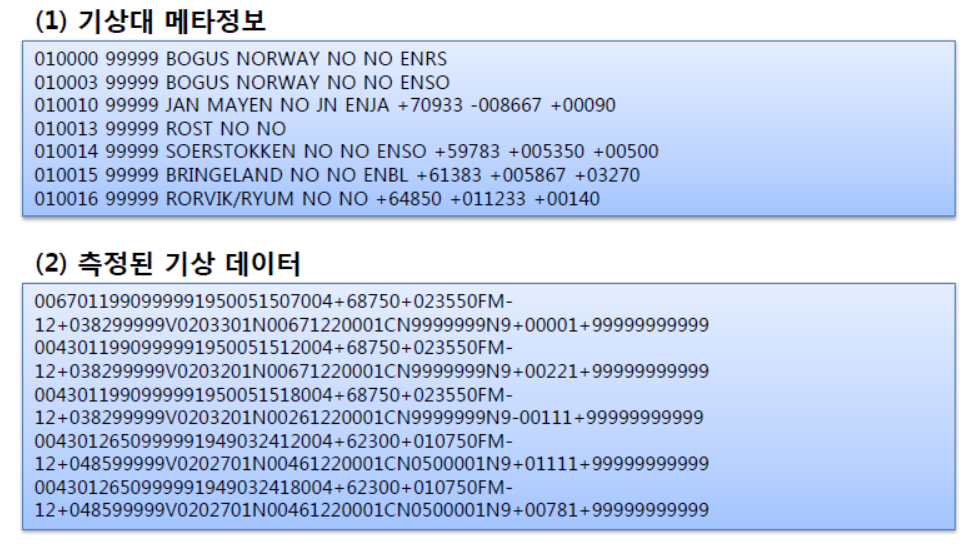 (1) 기상대 메타정보
010000 99999 BOGUS NORWAY NO NO ENRS
010003 99999 BOGUS NORWAY NO NO ENSO
010010 99999 JAN MAYEN NO JN ENJA +70933 -008667 +00090
010013 99999 ROST NO NO
010014 99999 SOERSTOKKEN NO NO ENSO +59783 +005350 +00500
010015 99999 BRINGELAND NO NO ENBL +61383 +005867 +03270
010016 99999 RORVIK/RYUM NO NO +64850 +011233 +00140
(2) 측정된 기상 데이터
0067011990999991950051507004+68750+023550FM-
12+038299999V0203301N00671220001CN9999999N9+00001+99999999999
0043011990999991950051512004+68750+023550FM-
12+038299999V0203201N00671220001CN9999999N9+00221+99999999999
0043011990999991950051518004+68750+023550FM-
12+038299999V0203201N00261220001CN9999999N9-00111+99999999999
0043012650999991949032412004+62300+010750FM-
12+048599999V0202701N00461220001CN0500001N9+01111+99999999999
0043012650999991949032418004+62300+010750FM-
12+048599999V0202701N00461220001CN0500001N9+00781+99999999999